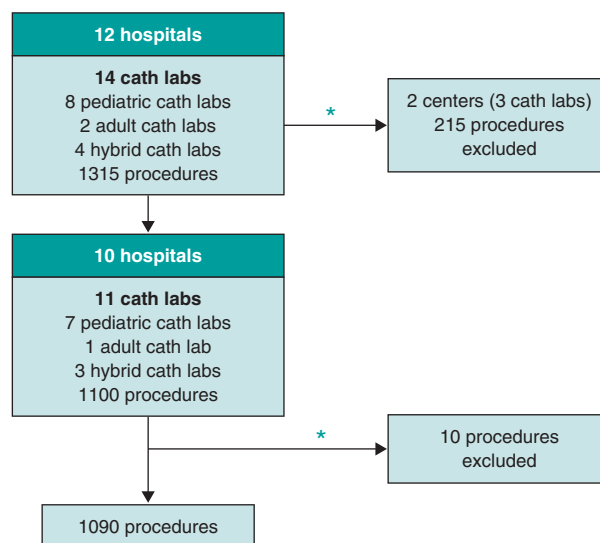 12 hospitals
14 cath labs
8 pediatric cath labs
2 adult cath labs
4 hybrid cath labs
1315 procedures
*
2 centers (3 cath labs)
215 procedures
excluded
10 hospitals
11 cath labs
7 pediatric cath labs
1 adult cath lab
3 hybrid cath labs
1100 procedures
*
10 procedures
excluded
1090 procedures